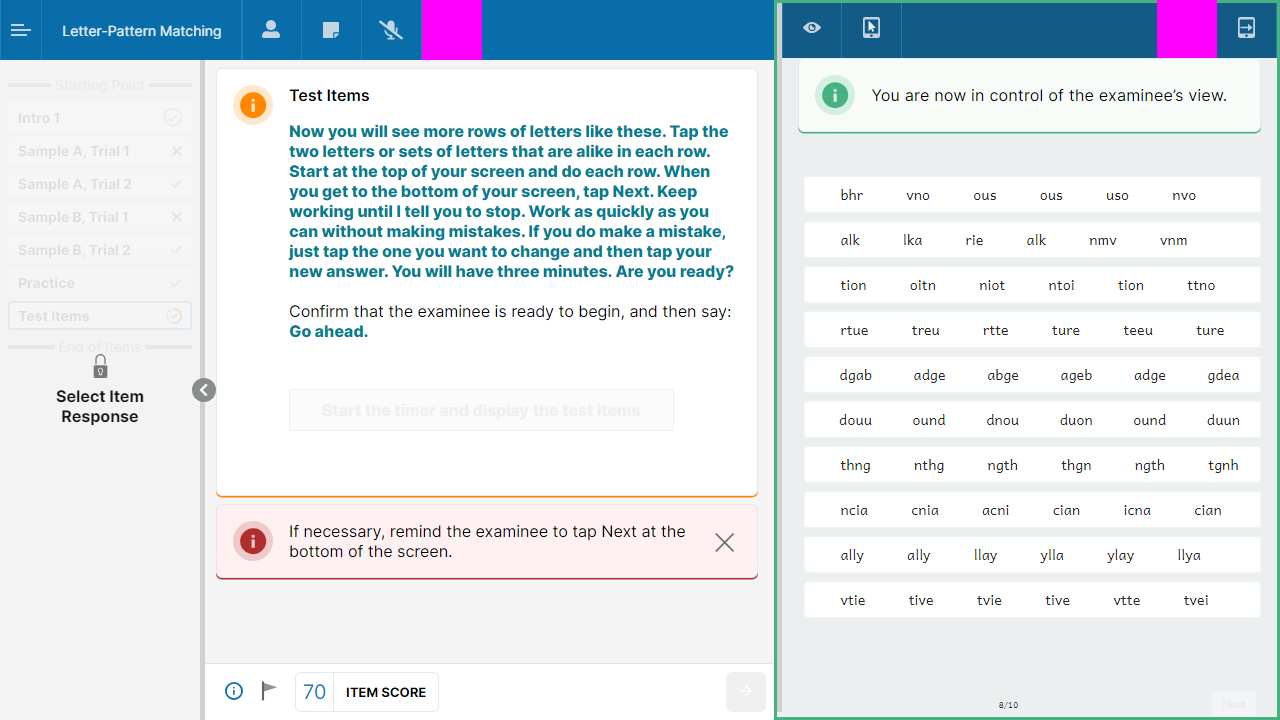 Letter-Pattern Matching
Starting Point
Intro 1
Sample A, Trial 1
Sample A, Trial 2
Sample B, Trial 1
Sample B, Trial 2
Practice
Test Items
End of Items
Select Item
Response
Test Items
Now you will see more rows of letters like these. Tap the
two letters or sets of letters that are alike in each row.
Start at the top of your screen and do each row. When
you get to the bottom of your screen, tap Next. Keep
working until I tell you to stop. Work as quickly as you
can without making mistakes. If you do make a mistake,
just tap the one you want to change and then tap your
new answer. You will have three minutes. Are you ready?
Confirm that the examinee is ready to begin, and then say:
Go ahead.
Start the timer and display the test items
If necessary, remind the examinee to tap Next at the
bottom of the screen.
70 ITEM SCORE
You are now in control of the examinee's view.
bhr vno ous ous uso nvo
alk lka rie alk nmv vnm
tion oitn niot ntoi tion ttno
rtue treu rtte ture teeu ture
dgab adge abge ageb adge gdea
douu ound dnou duon ound duun
thng nthg ngth thgn ngth tgnh
ncia cnia acni cian icna cian
ally ally llay ylla ylay llya
vtie tive tvie tive vtte tvei
8/10
Next